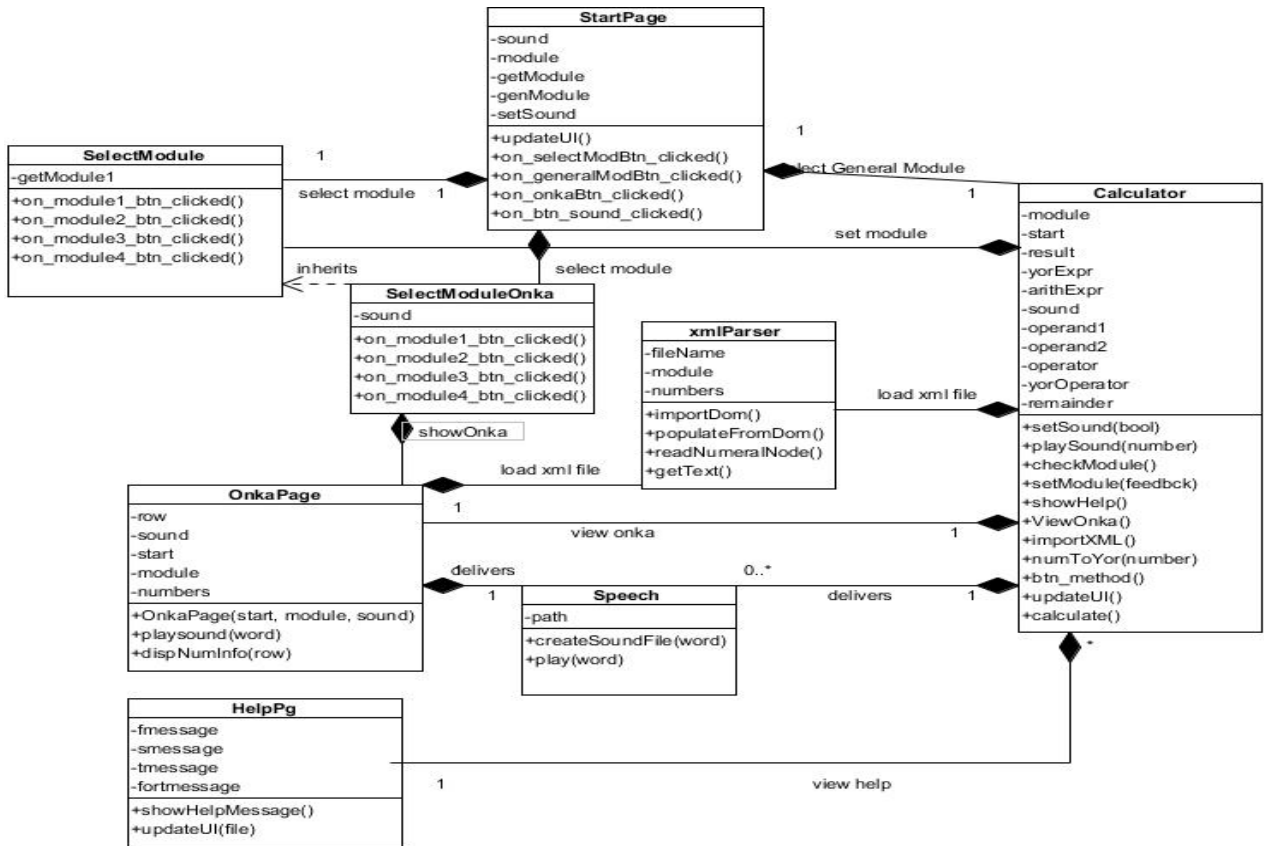 StartPage
-sound
-module
-getModule
-genModule
-setSound
+updateUI()
+on_selectModBtn_clicked()
+on_generalModBtn_clicked()
+on_onkaBtn_clicked()
+on_btn_sound_clicked()
1
elect General Module
1
SelectModule
-getModule1
+on_module1_btn_clicked()
+on_module2_btn_clicked()
+on_module3_btn_clicked()
+on_module4_btn_clicked()
1
select module
1
set module
inherits
select module
SelectModuleOnka
-sound
+on_module1_btn_clicked()
+on_module2_btn_clicked()
+on_module3_btn_clicked()
+on_module4_btn_clicked()
showOnka
xmlParser
-fileName
-module
-numbers
+importDom()
+populateFromDom()
+readNumeralNode()
+getText()
load xml file
load xml file
Calculator
-module
-start
-result
-yorExpr
-arithExpr
-sound
-operand1
-operand2
-operator
-yorOperator
-remainder
+setSound(bool)
+playSound(number)
+checkModule()
+setModule(feedbck)
+showHelp()
+ViewOnka()
+importXML()
+numToYor(number)
+btn_method()
+updateUI()
+calculate()
OnkaPage
-row
-sound
-start
-module
-numbers
+OnkaPage(start, module, sound)
+playsound(word)
+dispNumInfo(row)
1
view onka
1
delivers
1
0..*
delivers
1
Speech
-path
+createSoundFile(word)
+play(word)
*
HelpPg
-fmessage
-smessage
-tmessage
-fortmessage
+showHelpMessage()
+updateUI(file)
1
view help